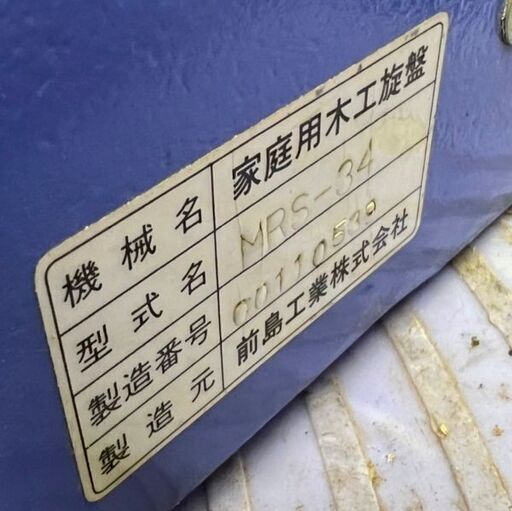 機械名 家庭用木工旋盤
型式名 MRS-34
製造番号 00110539
製造元 前島工業株式会社